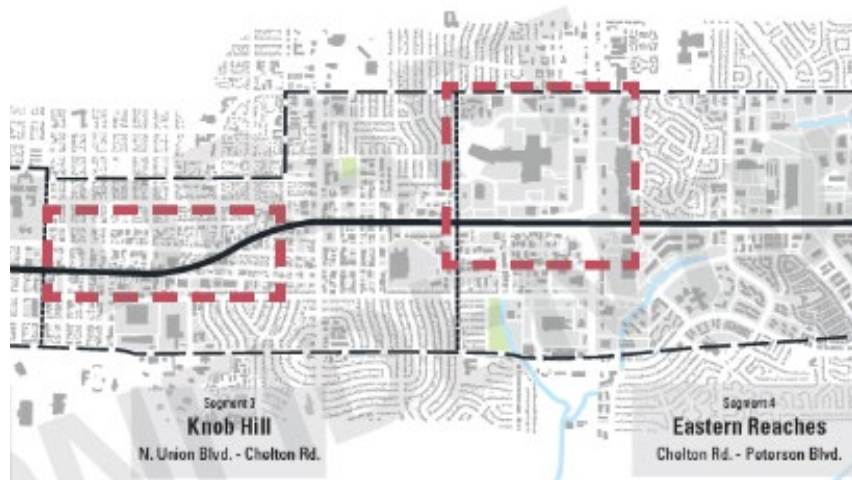 Segment 3
Knob Hill
N. Union Blvd. - Chelton Rd.
Segment 4
Eastern Reaches
Chelton Rd. - Peterson Blvd.